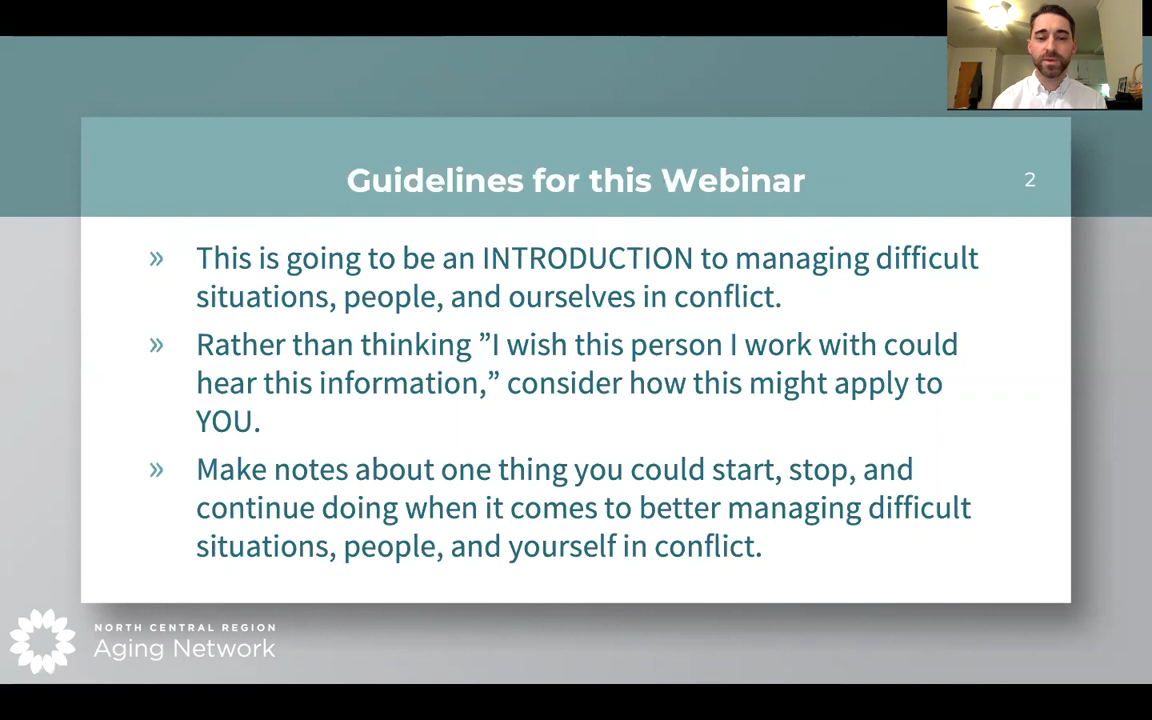 Guidelines for this Webinar
2
» This is going to be an INTRODUCTION to managing difficult
situations, people, and ourselves in conflict.
» Rather than thinking ”I wish this person I work with could
hear this information,” consider how this might apply to
YOU.
» Make notes about one thing you could start, stop, and
continue doing when it comes to better managing difficult
situations, people, and yourself in conflict.
NORTH CENTRAL REGION
Aging Network